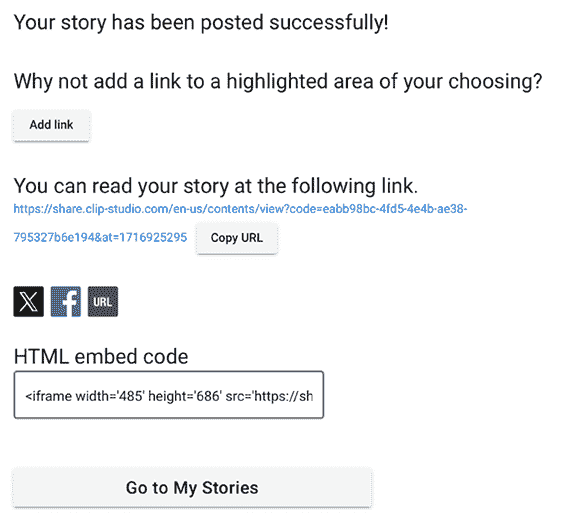 Your story has been posted successfully!
Why not add a link to a highlighted area of your choosing?
Add link
You can read your story at the following link.
https://share.clip-studio.com/en-us/contents/view?code=eabb98bc-4fd5-4e4b-ae38-
795327b6e194&at=1716925295 Copy URL
X f URL
HTML embed code
<iframe width='485' height='686' src='https://sh
Go to My Stories